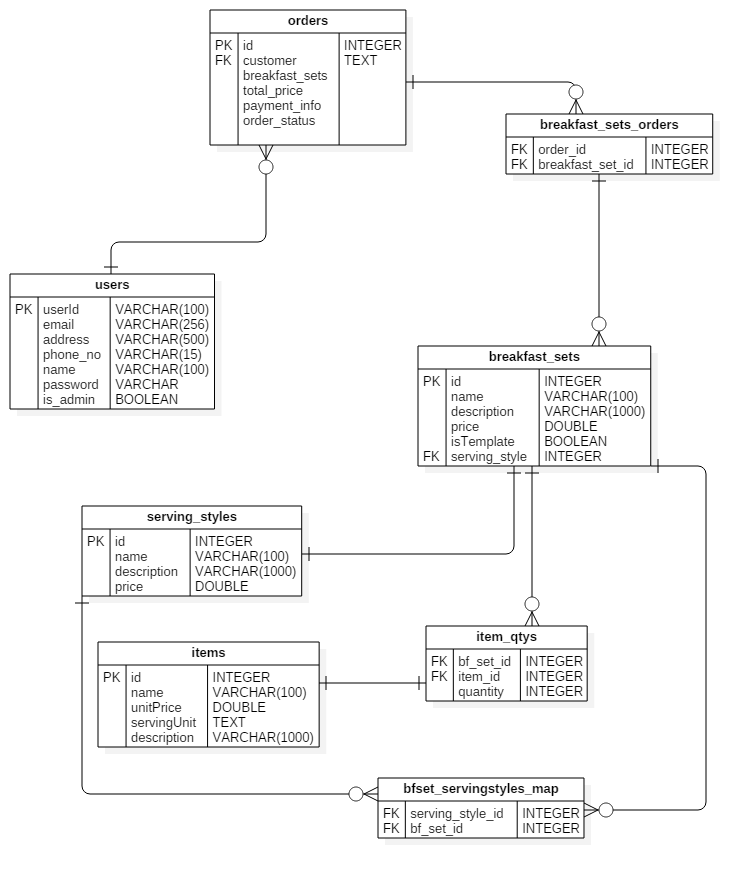 orders
PK id INTEGER
FK customer TEXT
breakfast_sets
total_price
payment_info
order_status
breakfast_sets_orders
FK order_id INTEGER
FK breakfast_set_id INTEGER
users
PK userId VARCHAR(100)
email VARCHAR(256)
address VARCHAR(500)
phone_no VARCHAR(15)
name VARCHAR(100)
password VARCHAR
is_admin BOOLEAN
breakfast_sets
PK id INTEGER
name VARCHAR(100)
description VARCHAR(1000)
price DOUBLE
isTemplate BOOLEAN
FK serving_style INTEGER
serving_styles
PK id INTEGER
name VARCHAR(100)
description VARCHAR(1000)
price DOUBLE
item_qtys
FK bf_set_id INTEGER
FK item_id INTEGER
quantity INTEGER
items
PK id INTEGER
name VARCHAR(100)
unitPrice DOUBLE
servingUnit TEXT
description VARCHAR(1000)
bfset_servingstyles_map
FK serving_style_id INTEGER
FK bf_set_id INTEGER